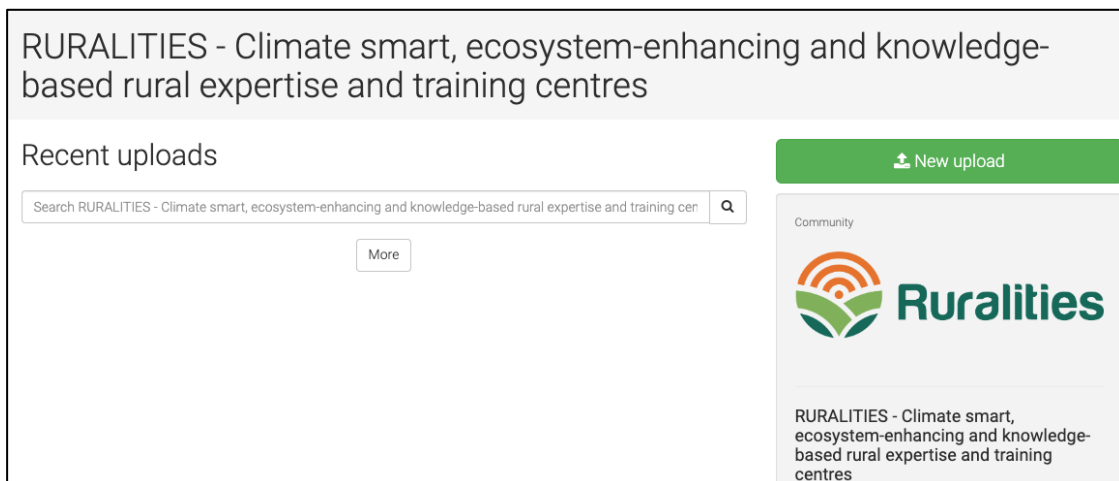 RURALITIES - Climate smart, ecosystem-enhancing and knowledge-
based rural expertise and training centres
Recent uploads
Search RURALITIES - Climate smart, ecosystem-enhancing and knowledge-based rural expertise and training cen
More
New upload
Community
Ruralities
RURALITIES - Climate smart,
ecosystem-enhancing and knowledge-
based rural expertise and training
centres